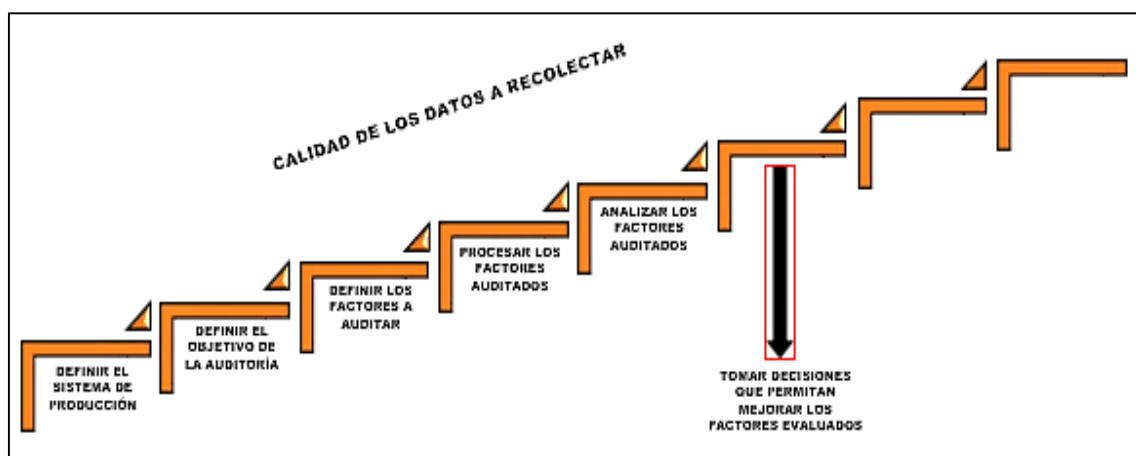 CALIDAD DE LOS DATOS A RECOLECTAR
DEFINIR EL
SISTEMA DE
PRODUCCIÓN
DEFINIR EL
OBJETIVO DE
LA AUDITORÍA
DEFINIR LOS
FACTORES A
AUDITAR
PROCESAR LOS
FACTORES
AUDITADOS
ANALIZAR LOS
FACTORES
AUDITADOS
TOMAR DECISIONES
QUE PERMITAN
MEJORAR LOS
FACTORES EVALUADOS